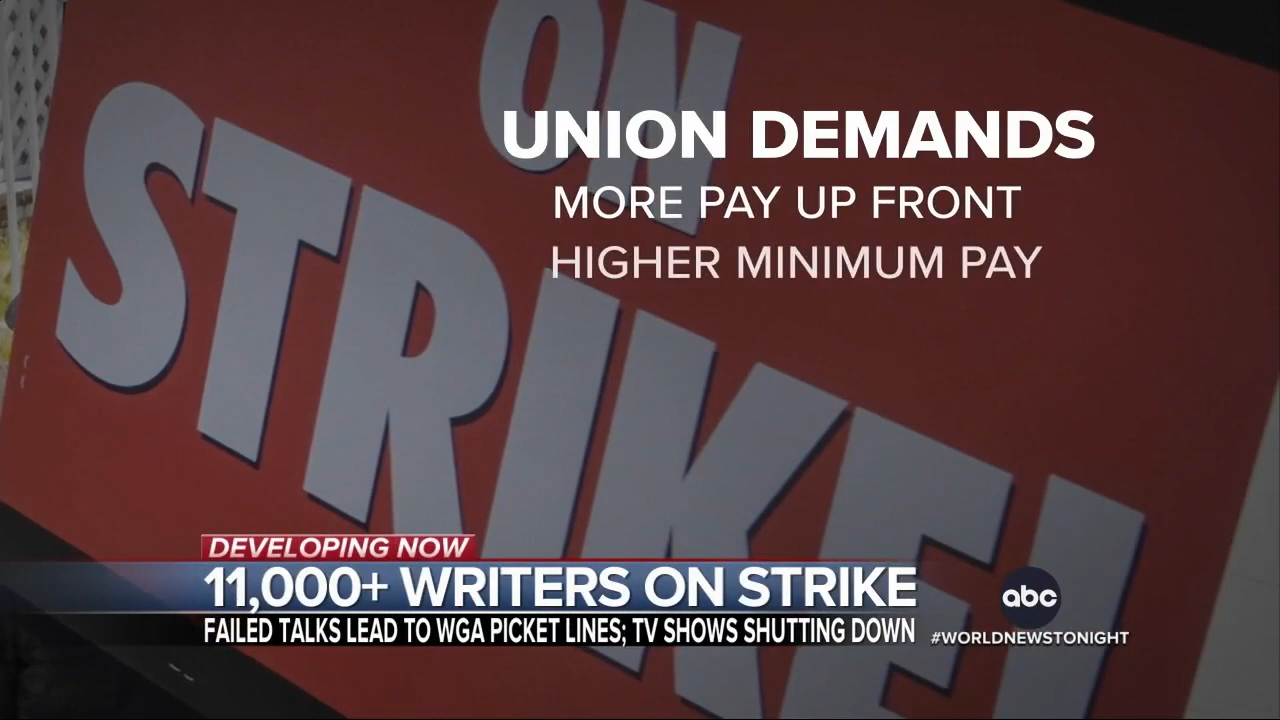 ON
STRIKE!
UNION DEMANDS
MORE PAY UP FRONT
HIGHER MINIMUM PAY
DEVELOPING NOW
11,000+ WRITERS ON STRIKE
FAILED TALKS LEAD TO WGA PICKET LINES; TV SHOWS SHUTTING DOWN
abc
#WORLDNEWSTONIGHT